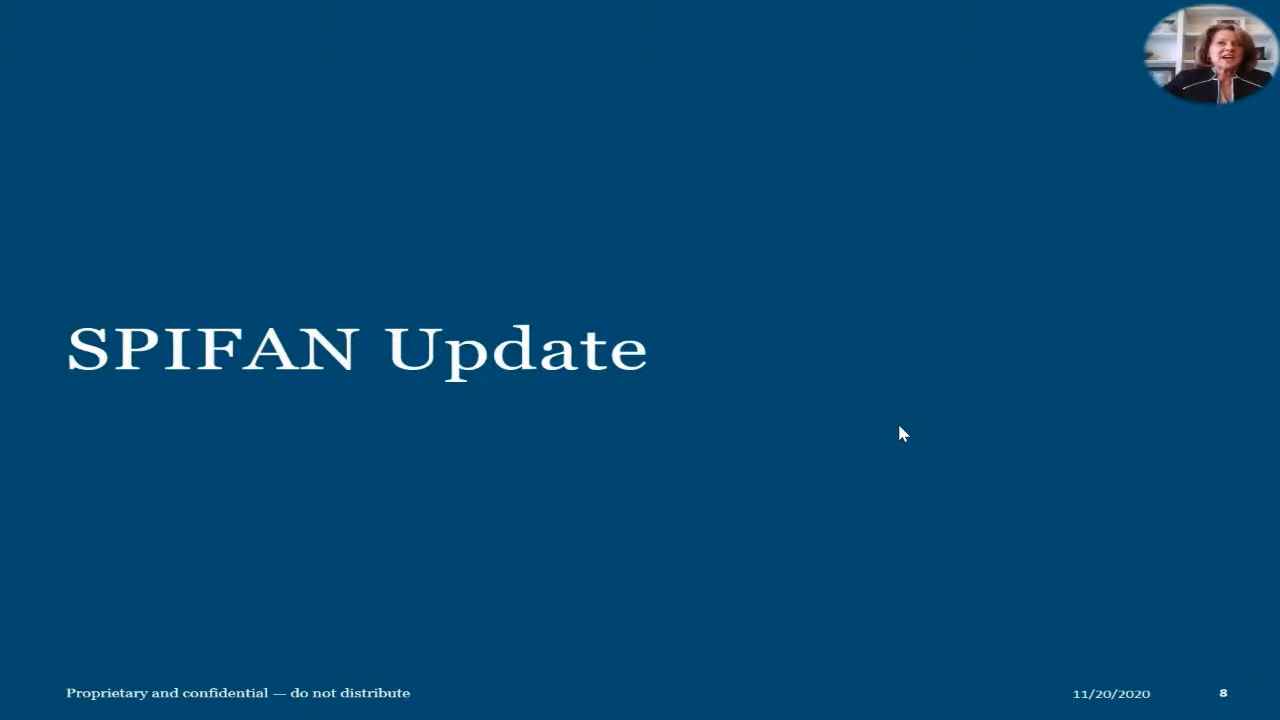 SPIFAN Update
Proprietary and confidential — do not distribute
11/20/2020
8